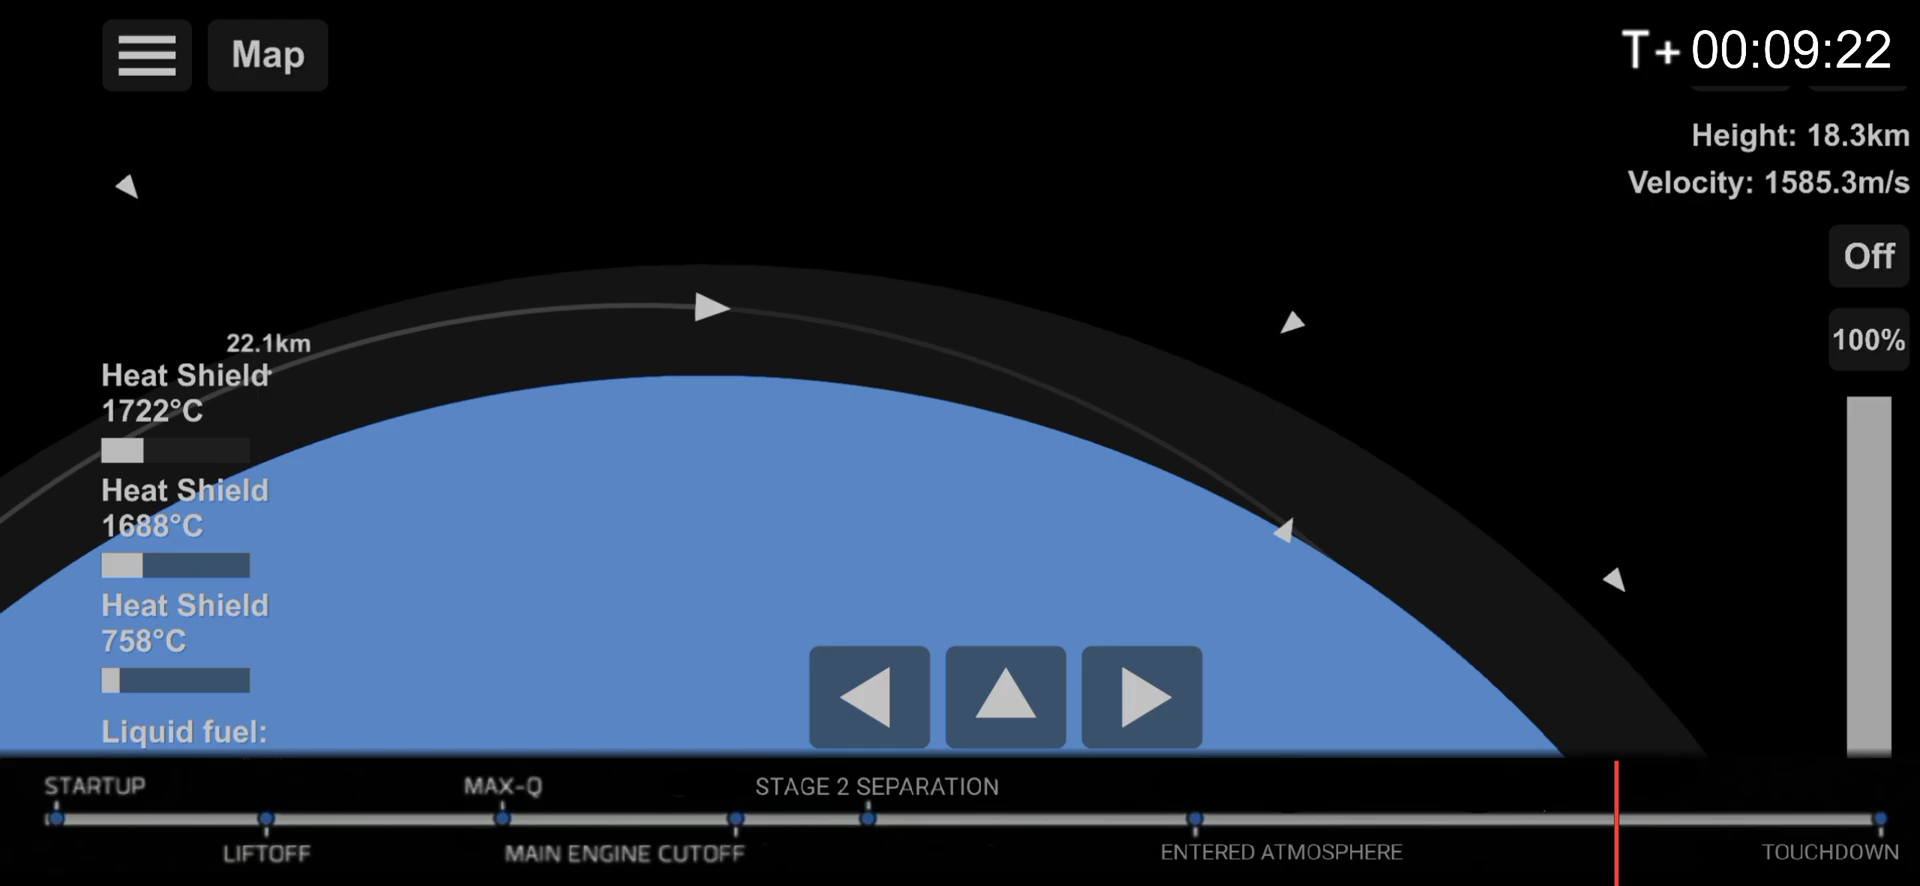 Map
T+ 00:09:22
Height: 18.3km
Velocity: 1585.3m/s
Off
100%
22.1km
Heat Shield
1722°C
Heat Shield
1688°C
Heat Shield
758°C
Liquid fuel:
STARTUP
MAX-Q
STAGE 2 SEPARATION
LIFTOFF
MAIN ENGINE CUTOFF
ENTERED ATMOSPHERE
TOUCHDOWN